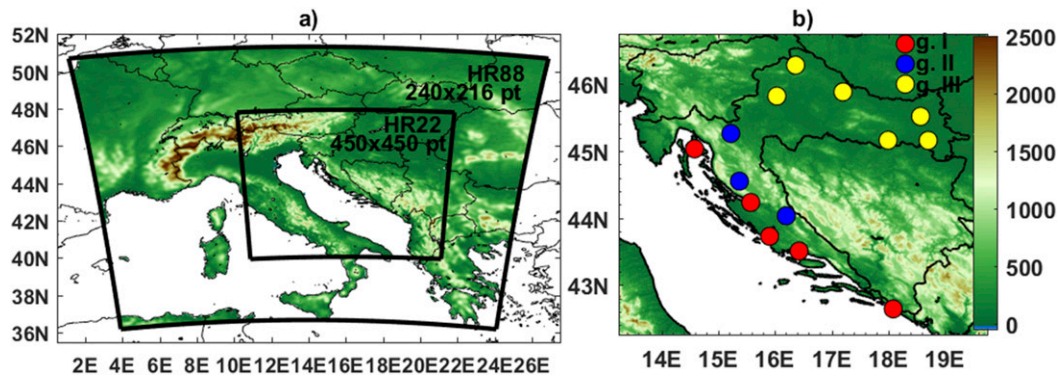 a)
52N
50N
48N
46N
44N
42N
40N
38N
36N
2E 4E 6E 8E 10E 12E 14E 16E 18E 20E 22E 24E 26E
HR88
240x216 pt
HR22
450x450 pt
b)
46N
45N
44N
43N
14E 15E 16E 17E 18E 19E
g. I
g. II
g. III
2500
2000
1500
1000
500
0